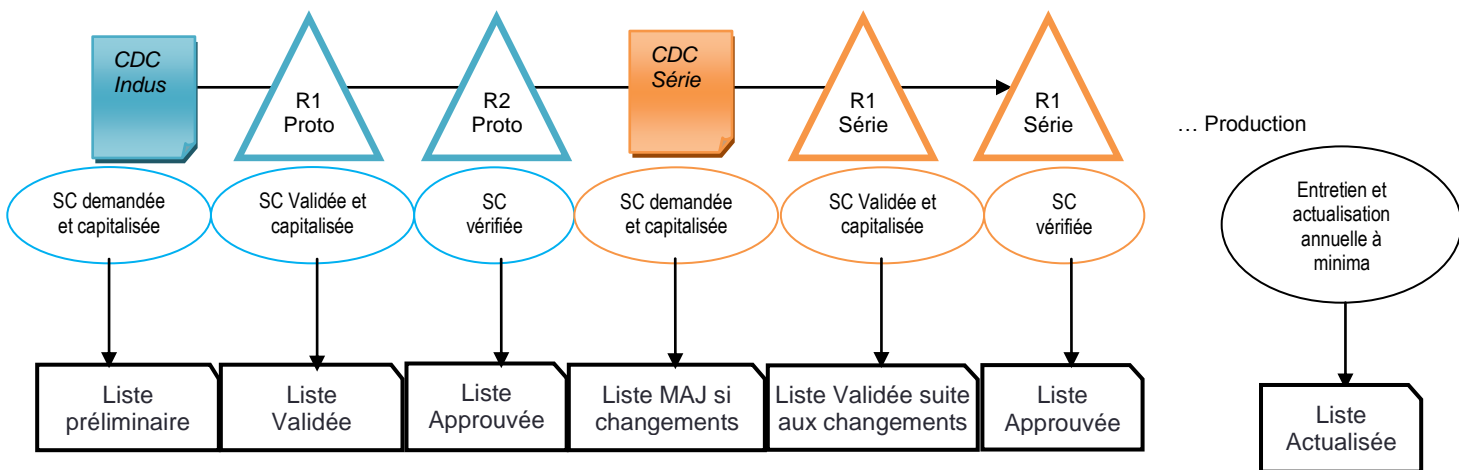 CDC
Indus
R1
Proto
R2
Proto
CDC
Série
R1
Série
R1
Série
… Production
SC demandée
et capitalisée
SC Validée et
capitalisée
SC
vérifiée
SC demandée
et capitalisée
SC Validée et
capitalisée
SC
vérifiée
Entretien et
actualisation
annuelle à
minima
Liste
préliminaire
Liste
Validée
Liste
Approuvée
Liste MAJ si
changements
Liste Validée suite
aux changements
Liste
Approuvée
Liste
Actualisée